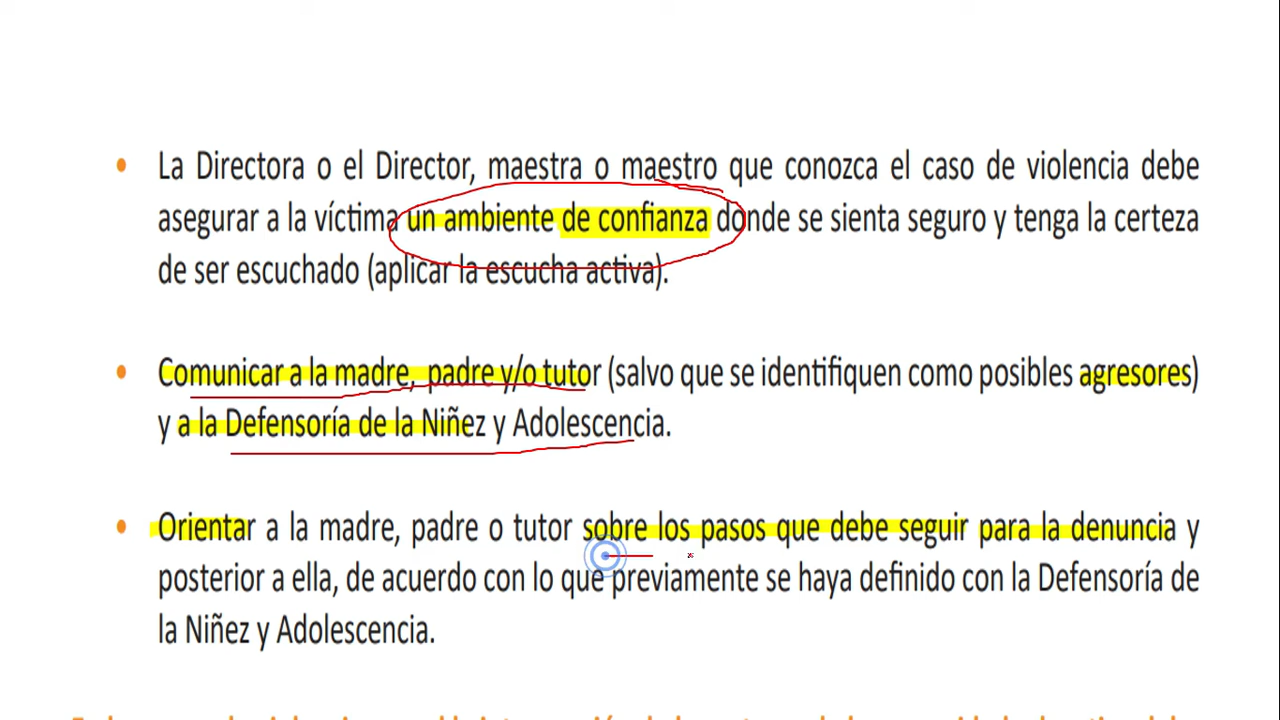 • La Directora o el Director, maestra o maestro que conozca el caso de violencia debe
asegurar a la víctima un ambiente de confianza donde se sienta seguro y tenga la certeza
de ser escuchado (aplicar la escucha activa).
• Comunicar a la madre, padre y/o tutor (salvo que se identifiquen como posibles agresores)
y a la Defensoría de la Niñez y Adolescencia.
• Orientar a la madre, padre o tutor sobre los pasos que debe seguir para la denuncia y
posterior a ella, de acuerdo con lo que previamente se haya definido con la Defensoría de
la Niñez y Adolescencia.